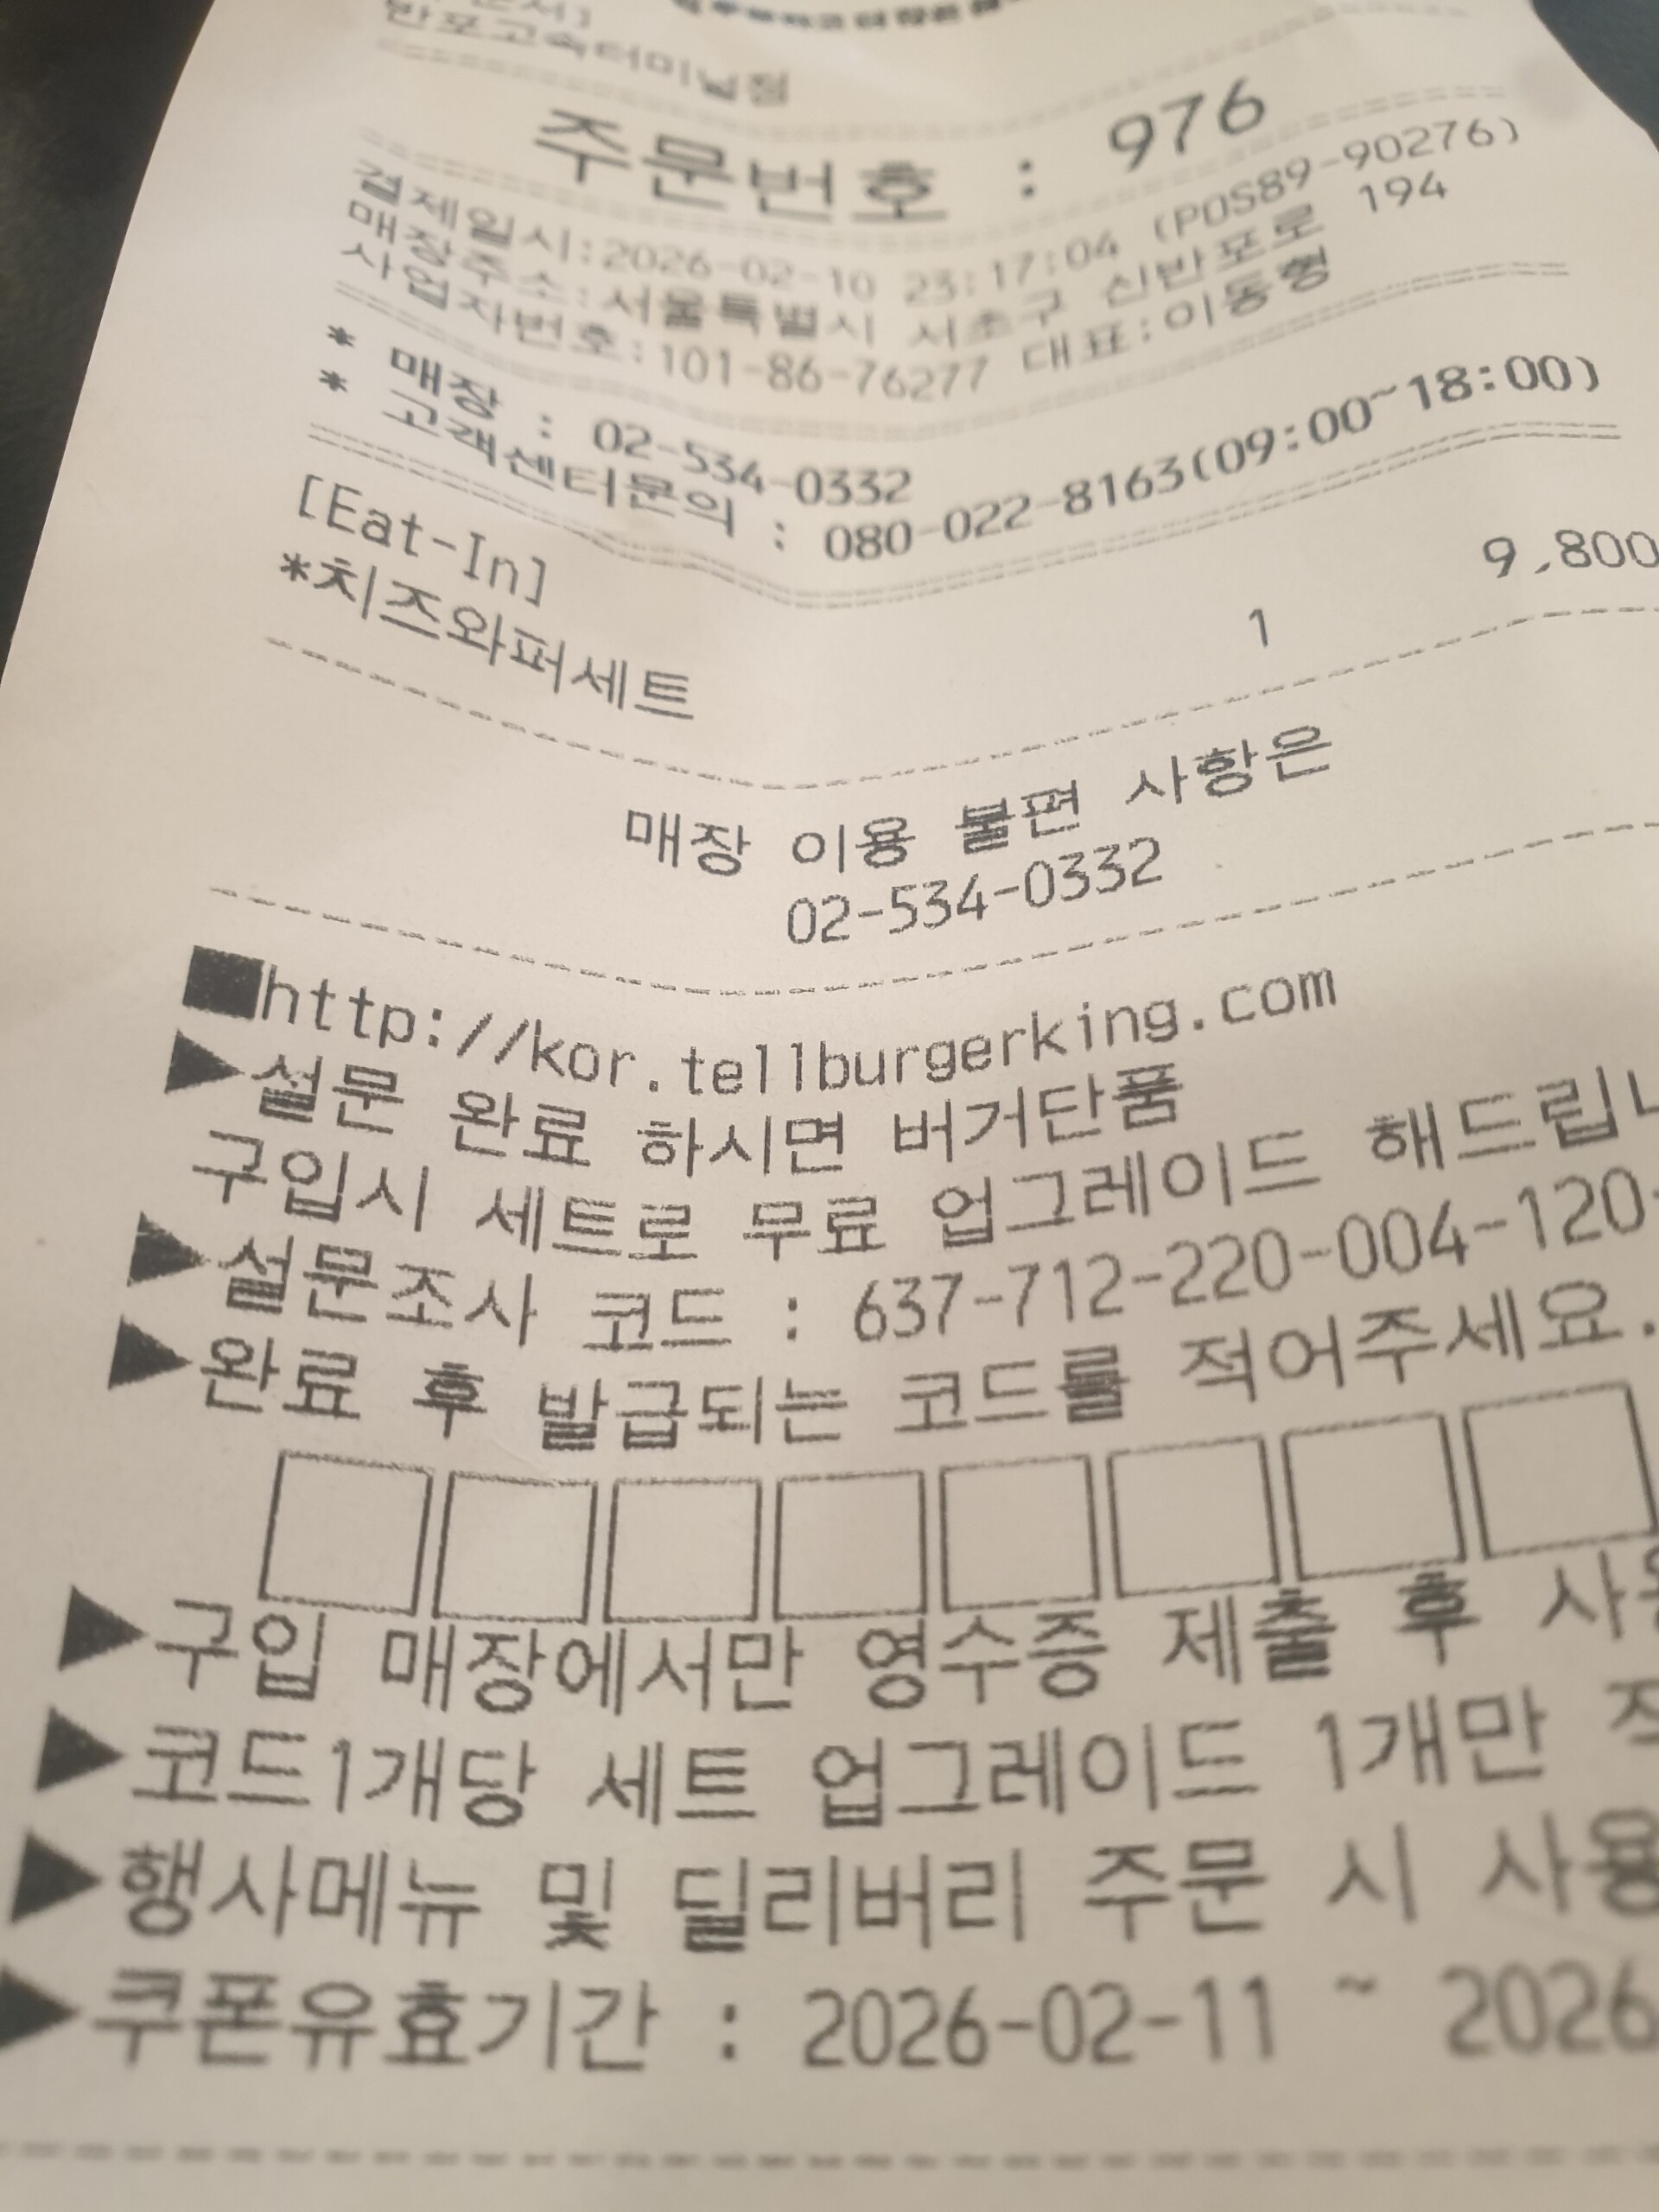 반포고속터미널점
주문번호 : 976
결제일시:2026-02-10 23:17:04 (POS89-90276)
매장주소:서울특별시 서초구 신반포로 194
사업자번호:101-86-76277 대표:이동형
* 매장 : 02-534-0332
* 고객센터문의 : 080-022-8163(09:00~18:00)
[Eat-In]
*치즈와퍼세트 1 9,800
매장 이용 불편 사항은
02-534-0332
■http://kor.tellburgerking.com
▶설문 완료 하시면 버거단품
구입시 세트로 무료 업그레이드 해드립니
▶설문조사 코드 : 637-712-220-004-120-
▶완료 후 발급되는 코드를 적어주세요.
▶구입 매장에서만 영수증 제출 후 사용
▶코드1개당 세트 업그레이드 1개만
▶행사메뉴 및 딜리버리 주문 시 사용
▶쿠폰유효기간 : 2026-02-11 ~ 2026